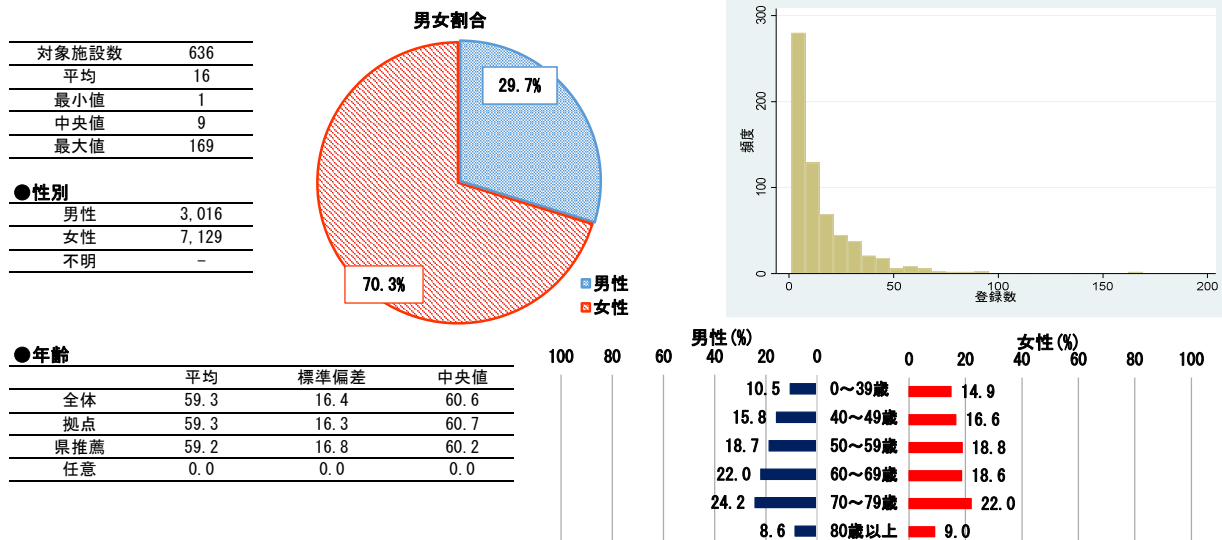 対象施設数 636
平均 16
最小値 1
中央値 9
最大値 169
●性別
男性 3,016
女性 7,129
不明 −
男女割合
29.7%
70.3%
男性
女性
頻度
300
200
100
0
0 50 100 150 200
登録数
●年齢
平均 標準偏差 中央値
全体 59.3 16.4 60.6
拠点 59.3 16.3 60.7
県推薦 59.2 16.8 60.2
任意 0.0 0.0 0.0
男性(%) 女性(%)
100 80 60 40 20 0 0 20 40 60 80 100
10.5 0～39歳 14.9
15.8 40～49歳 16.6
18.7 50～59歳 18.8
22.0 60～69歳 18.6
24.2 70～79歳 22.0
8.6 80歳以上 9.0